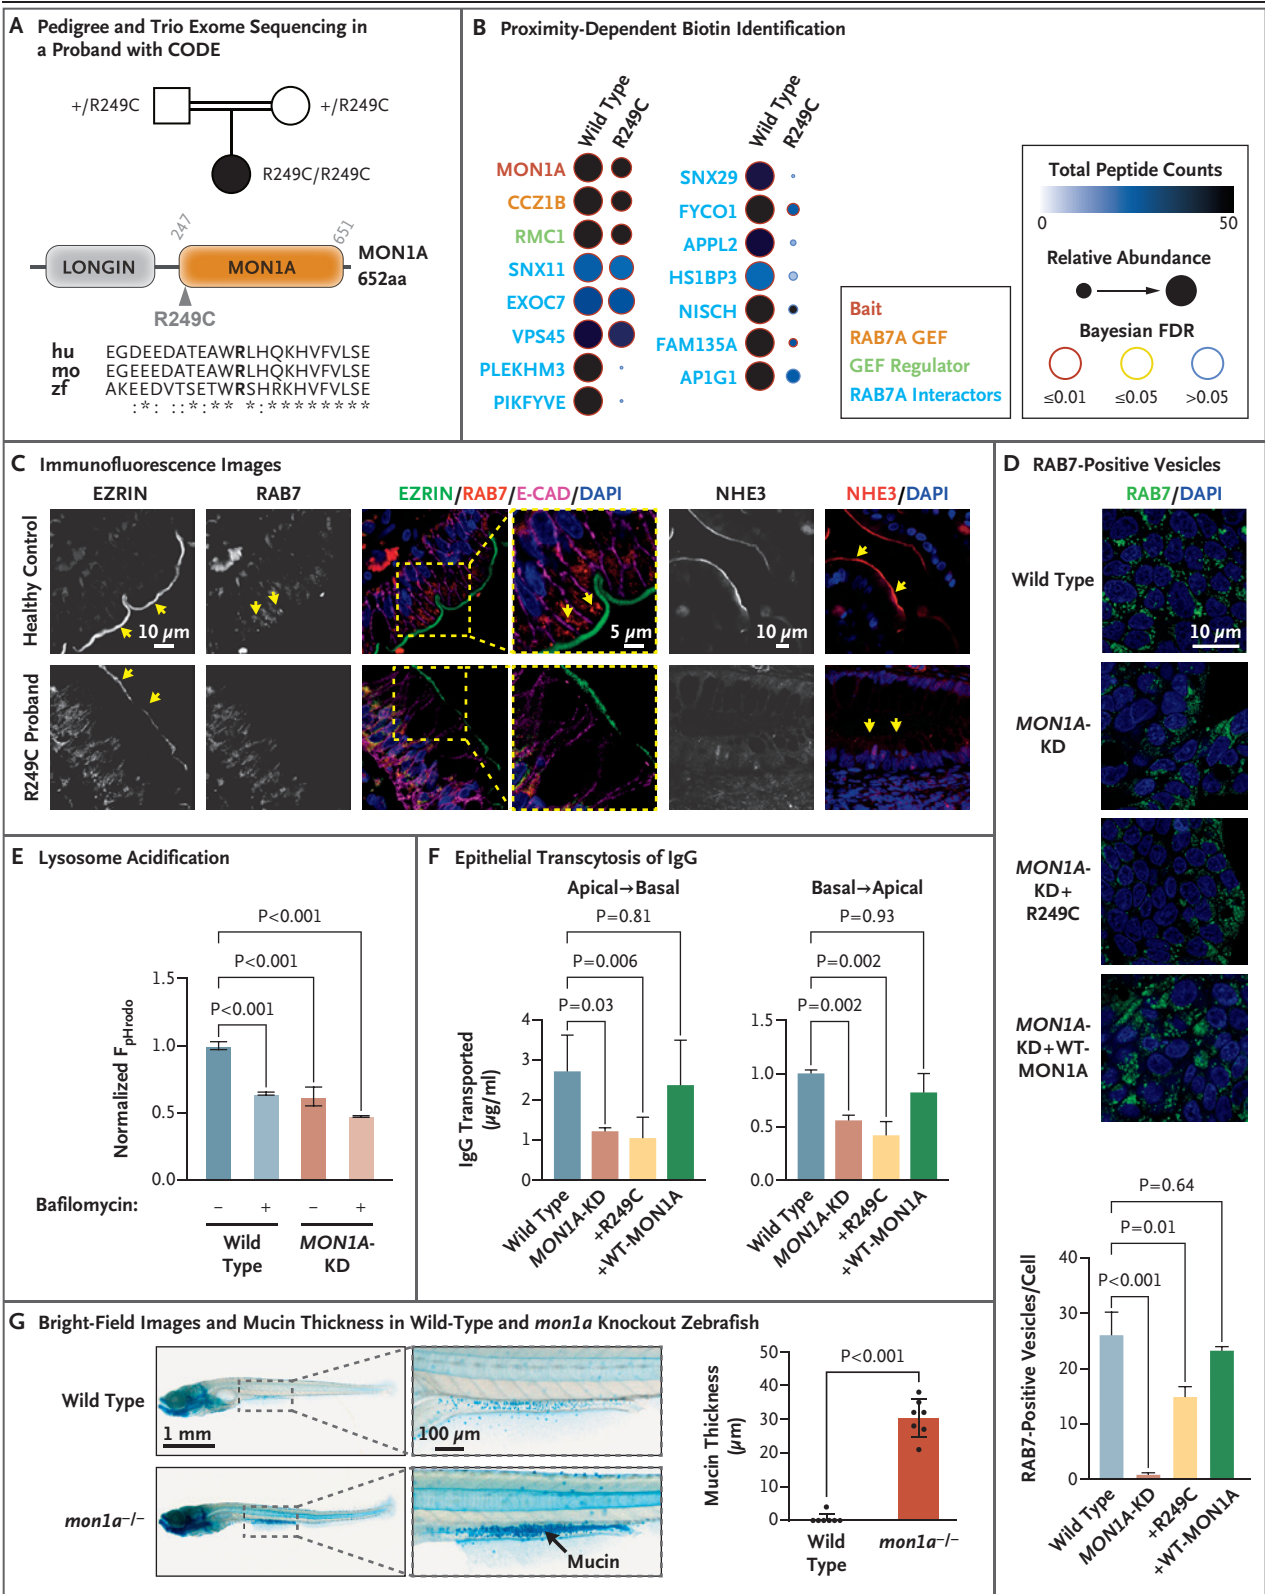 A Pedigree and Trio Exome Sequencing in
a Proband with CODE
+/R249C
+/R249C
R249C/R249C
247
651
LONGIN
MON1A
MON1A
652aa
R249C
hu EGDEEDATEAWRLHQKHVFVLSE
mo EGEEEDATEAWRLHQKHVFVLSE
zf AKEEDVTSETWRSHRKHVFVLSE
:*: ::*:** *:*********
B Proximity-Dependent Biotin Identification
Wild Type
R249C
MON1A
CCZ1B
RMC1
SNX11
EXOC7
VPS45
PLEKHM3
PIKFYVE
Wild Type
R249C
SNX29
FYCO1
APPL2
HS1BP3
NISCH
FAM135A
AP1G1
Bait
RAB7A GEF
GEF Regulator
RAB7A Interactors
Total Peptide Counts
0 50
Relative Abundance
Bayesian FDR
≤0.01 ≤0.05 >0.05
C Immunofluorescence Images
EZRIN RAB7 EZRIN/RAB7/E-CAD/DAPI NHE3 NHE3/DAPI
Healthy Control
10 µm
5 µm
10 µm
R249C Proband
D RAB7-Positive Vesicles
RAB7/DAPI
Wild Type
10 µm
MON1A-
KD
MON1A-
KD+
R249C
MON1A-
KD+WT-
MON1A
P=0.64
P=0.01
P<0.001
RAB7-Positive Vesicles/Cell
40
30
20
10
0
Wild Type
MON1A-KD
+R249C
+WT-MON1A
E Lysosome Acidification
P<0.001
P<0.001
P<0.001
Normalized FpHrodo
1.5
1.0
0.5
0.0
Bafilomycin: – + – +
Wild
Type
MON1A-
KD
F Epithelial Transcytosis of IgG
Apical→Basal
P=0.81
P=0.006
P=0.03
IgG Transported
(µg/ml)
4
3
2
1
0
Wild Type
MON1A-KD
+R249C
+WT-MON1A
Basal→Apical
P=0.93
P=0.002
P=0.002
1.5
1.0
0.5
0.0
Wild Type
MON1A-KD
+R249C
+WT-MON1A
G Bright-Field Images and Mucin Thickness in Wild-Type and mon1a Knockout Zebrafish
Wild Type
1 mm
100 µm
mon1a−/−
Mucin
P<0.001
Mucin Thickness
(µm)
50
40
30
20
10
0
Wild
Type
mon1a−/−